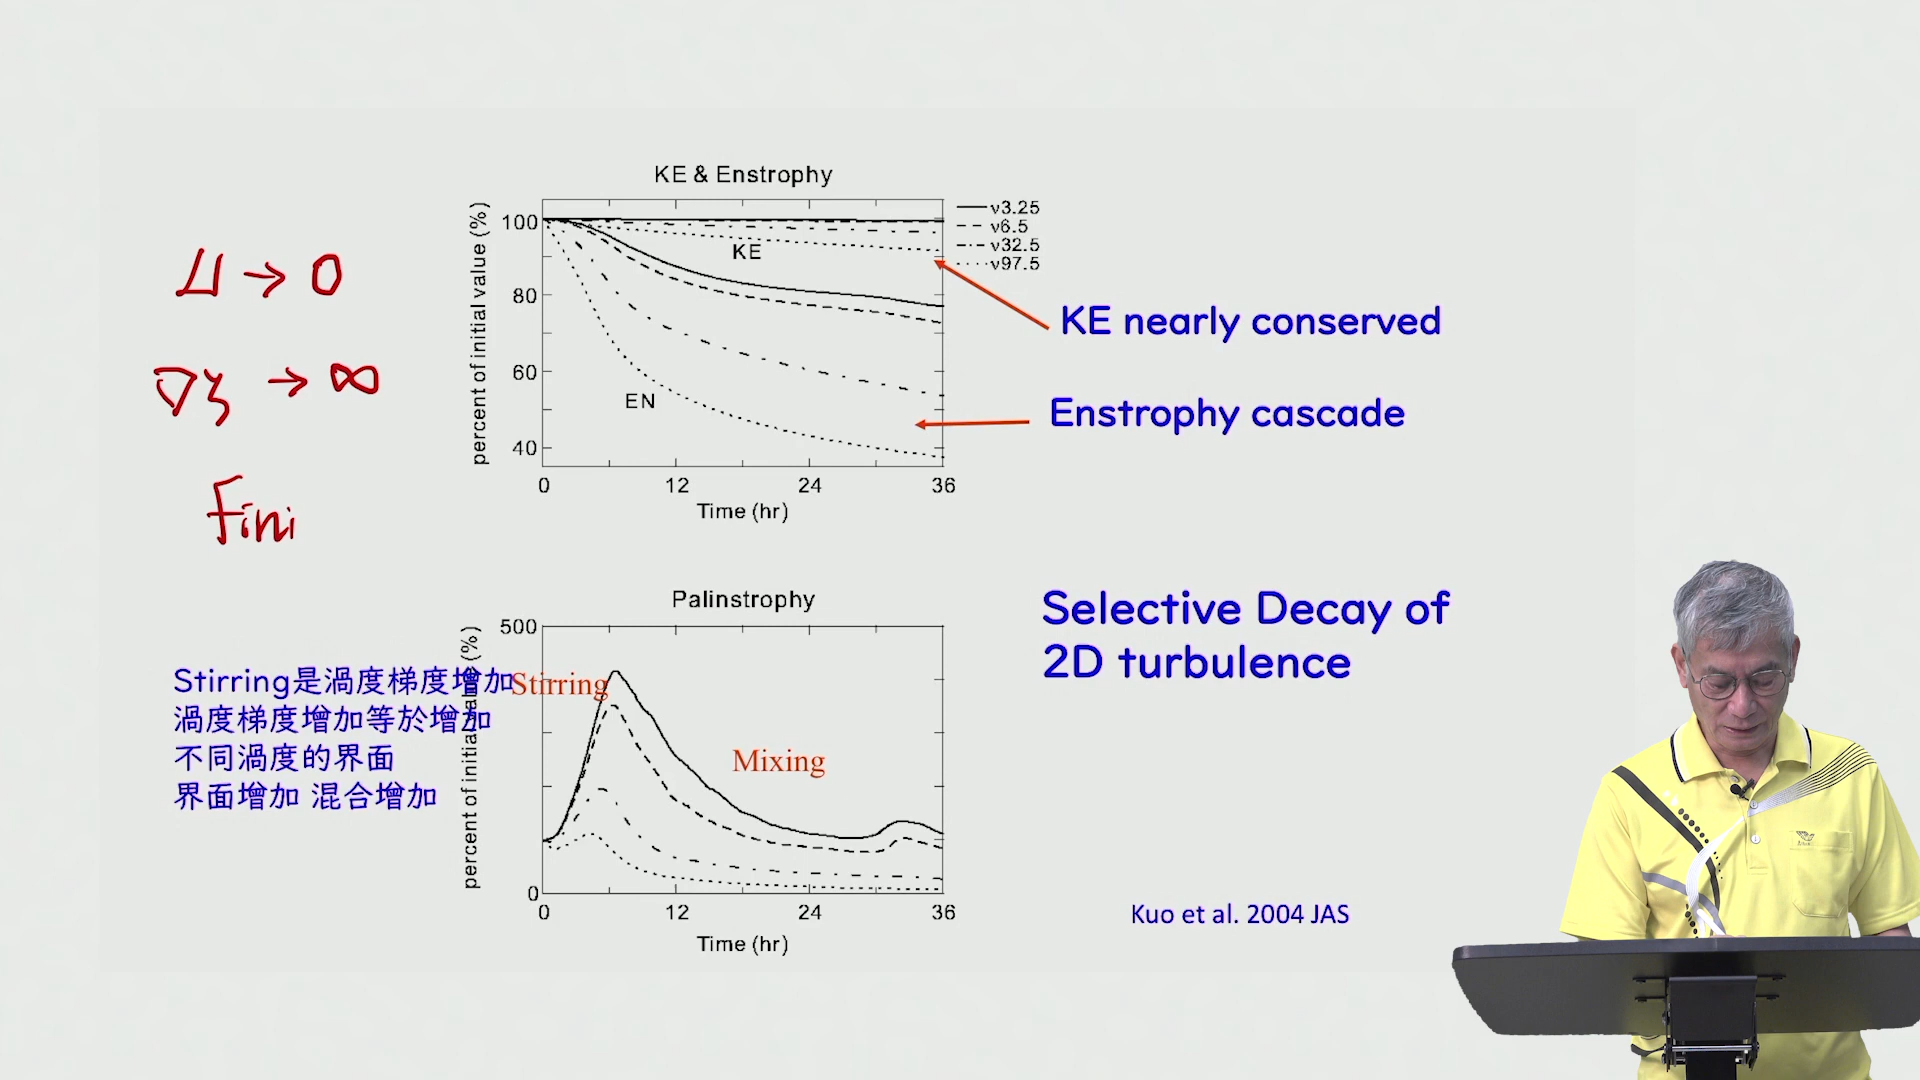 KE & Enstrophy
percent of initial value (%)
100
80
60
40
0 12 24 36
Time (hr)
KE
EN
ν3.25
ν6.5
ν32.5
ν97.5
KE nearly conserved
Enstrophy cascade
→ 0
∇ζ → ∞
Fini
Palinstrophy
percent of initial value (%)
500
0
0 12 24 36
Time (hr)
Stirring
Mixing
Stirring是渦度梯度增加
渦度梯度增加等於增加
不同渦度的界面
界面增加 混合增加
Selective Decay of
2D turbulence
Kuo et al. 2004 JAS